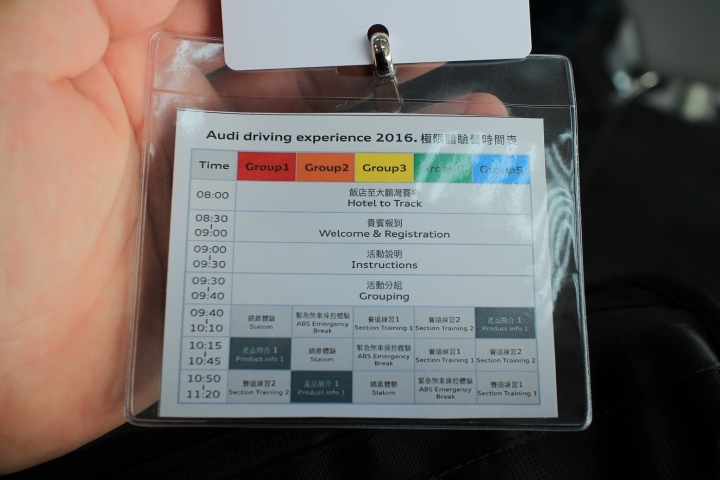 Audi driving experience 2016. 極限體驗營時間表
Time Group1 Group2 Group3 Group4 Group5
08:00 飯店至大鵬灣賽道
Hotel to Track
08:30 - 09:00 貴賓報到
Welcome & Registration
09:00 - 09:30 活動說明
Instructions
09:30 - 09:40 活動分組
Grouping
09:40 - 10:10 繞錐體驗 緊急煞車操控體驗 賽道練習1 賽道練習2 產品簡介 1
Slalom ABS Emergency Break Section Training 1 Section Training 2 Product info 1
10:15 - 10:45 產品簡介 1 繞錐體驗 緊急煞車操控體驗 賽道練習1 賽道練習2
Product info 1 Slalom ABS Emergency Break Section Training 1 Section Training 2
10:50 - 11:20 賽道練習2 產品簡介 1 繞錐體驗 緊急煞車操控體驗 賽道練習1
Section Training 2 Product info 1 Slalom ABS Emergency Break Section Training 1